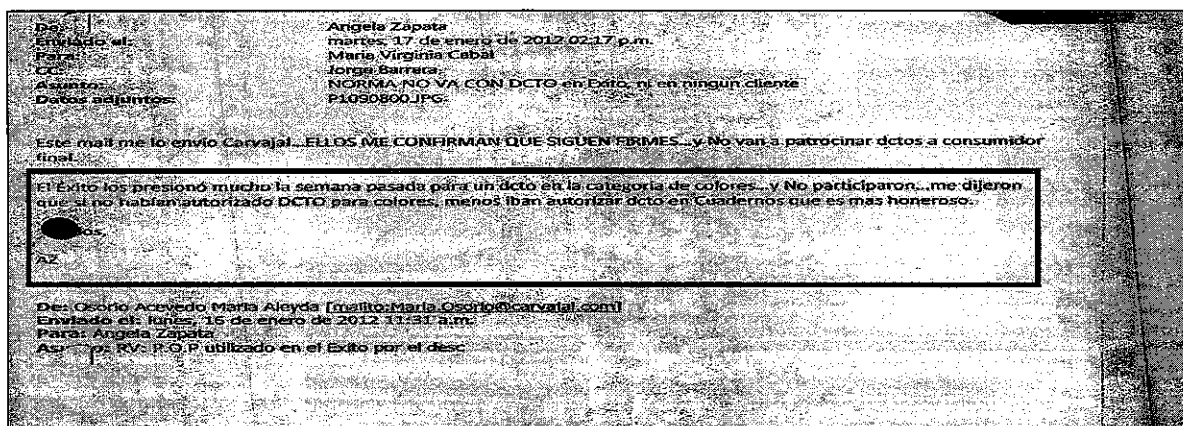 De: Angela Zapata
Enviado el: martes, 17 de enero de 2012 02:17 p.m.
Para: Maria Virginia Cabal
CC: Jorge Barrera
Asunto: NORMA NO VA CON DCTO en Exito, ni en ningun cliente
Datos adjuntos: P1090800.JPG
Este mail me lo envio Carvajal...ELLOS ME CONFIRMAN QUE SIGUEN FIRMES...y No van a patrocinar dctos a consumidor
final.
El Éxito los presionó mucho la semana pasada para un dcto en la categoria de colores...y No participaron...me dijeron
que si no habian autorizado DCTO para colores, menos iban autorizar dcto en Cuadernos que es mas honeroso.
os,
AZ
De: Osorio Acevedo Maria Aleyda [mailto:Maria.Osorio@carvajal.com]
Enviado el: lunes, 16 de enero de 2012 11:31 a.m.
Para: Angela Zapata
As o: RV: P.O.P utilizado en el Exito por el desc